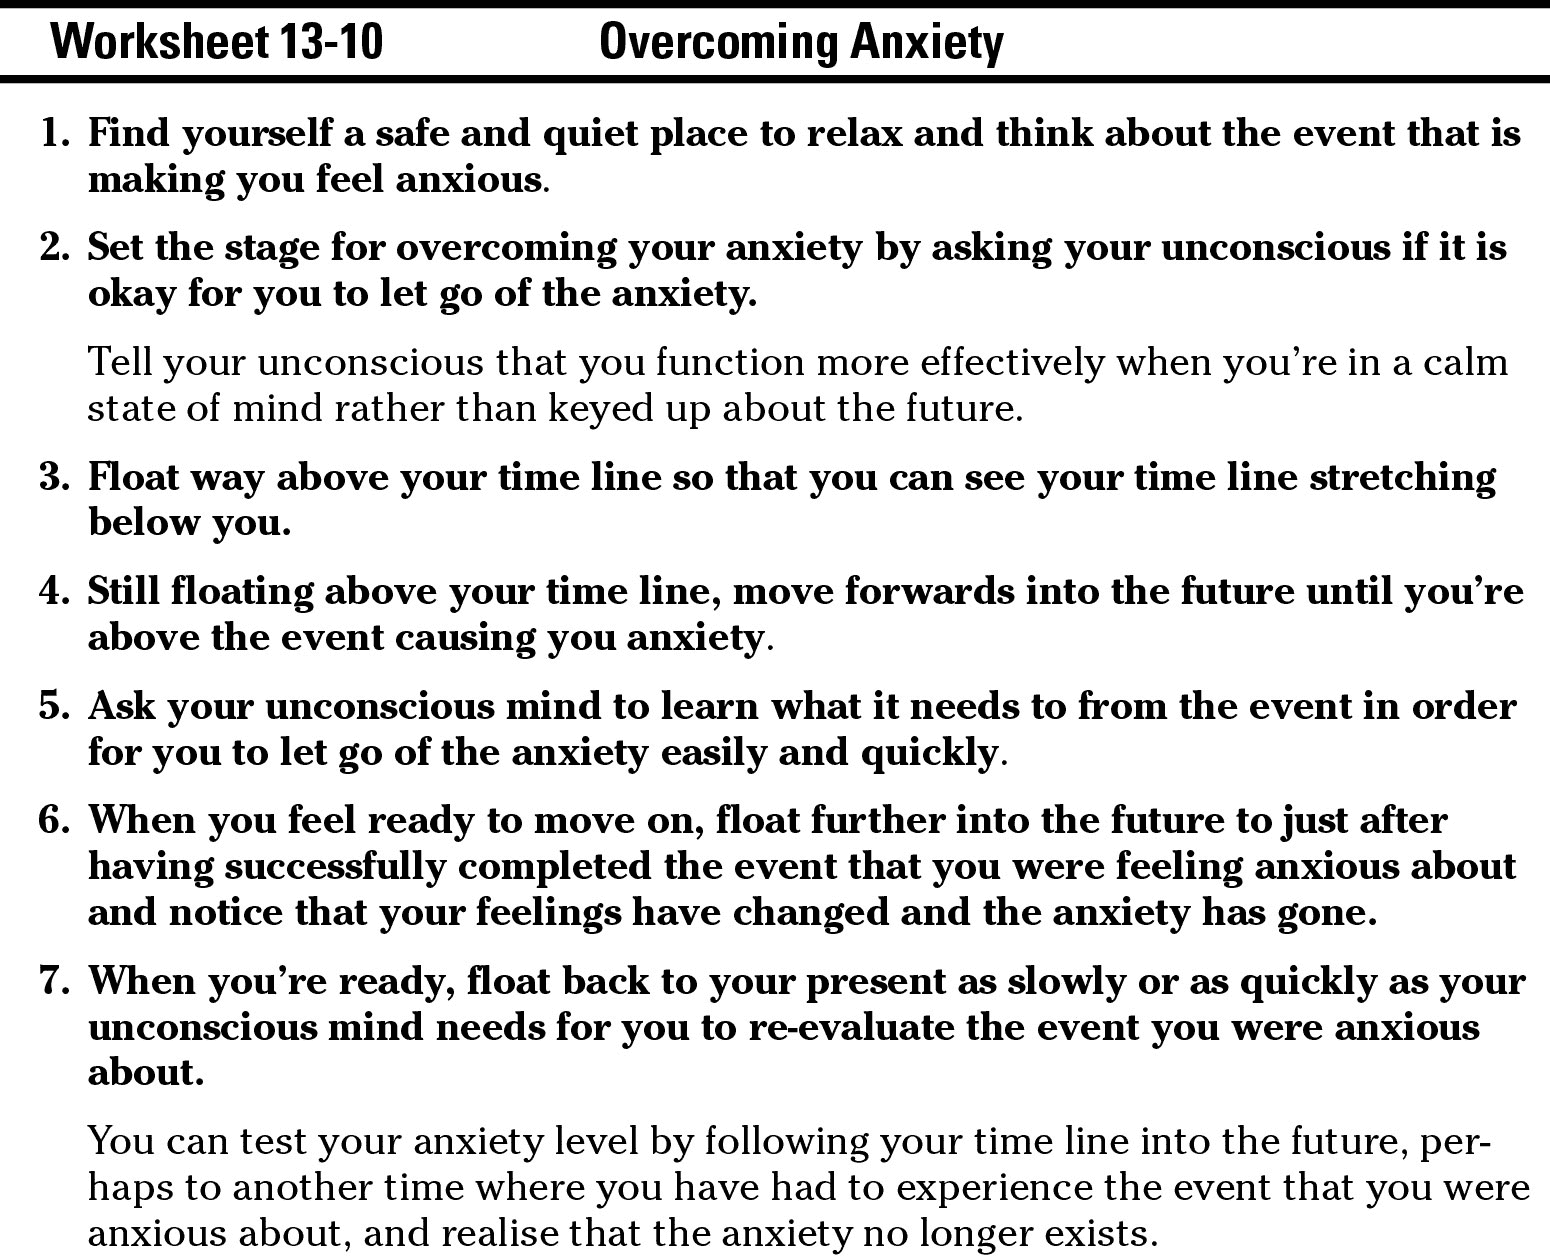 Worksheet 13-10 Overcoming Anxiety
1. Find yourself a safe and quiet place to relax and think about the event that is
making you feel anxious.
2. Set the stage for overcoming your anxiety by asking your unconscious if it is
okay for you to let go of the anxiety.
Tell your unconscious that you function more effectively when you're in a calm
state of mind rather than keyed up about the future.
3. Float way above your time line so that you can see your time line stretching
below you.
4. Still floating above your time line, move forwards into the future until you're
above the event causing you anxiety.
5. Ask your unconscious mind to learn what it needs to from the event in order
for you to let go of the anxiety easily and quickly.
6. When you feel ready to move on, float further into the future to just after
having successfully completed the event that you were feeling anxious about
and notice that your feelings have changed and the anxiety has gone.
7. When you're ready, float back to your present as slowly or as quickly as your
unconscious mind needs for you to re-evaluate the event you were anxious
about.
You can test your anxiety level by following your time line into the future, per-
haps to another time where you have had to experience the event that you were
anxious about, and realise that the anxiety no longer exists.